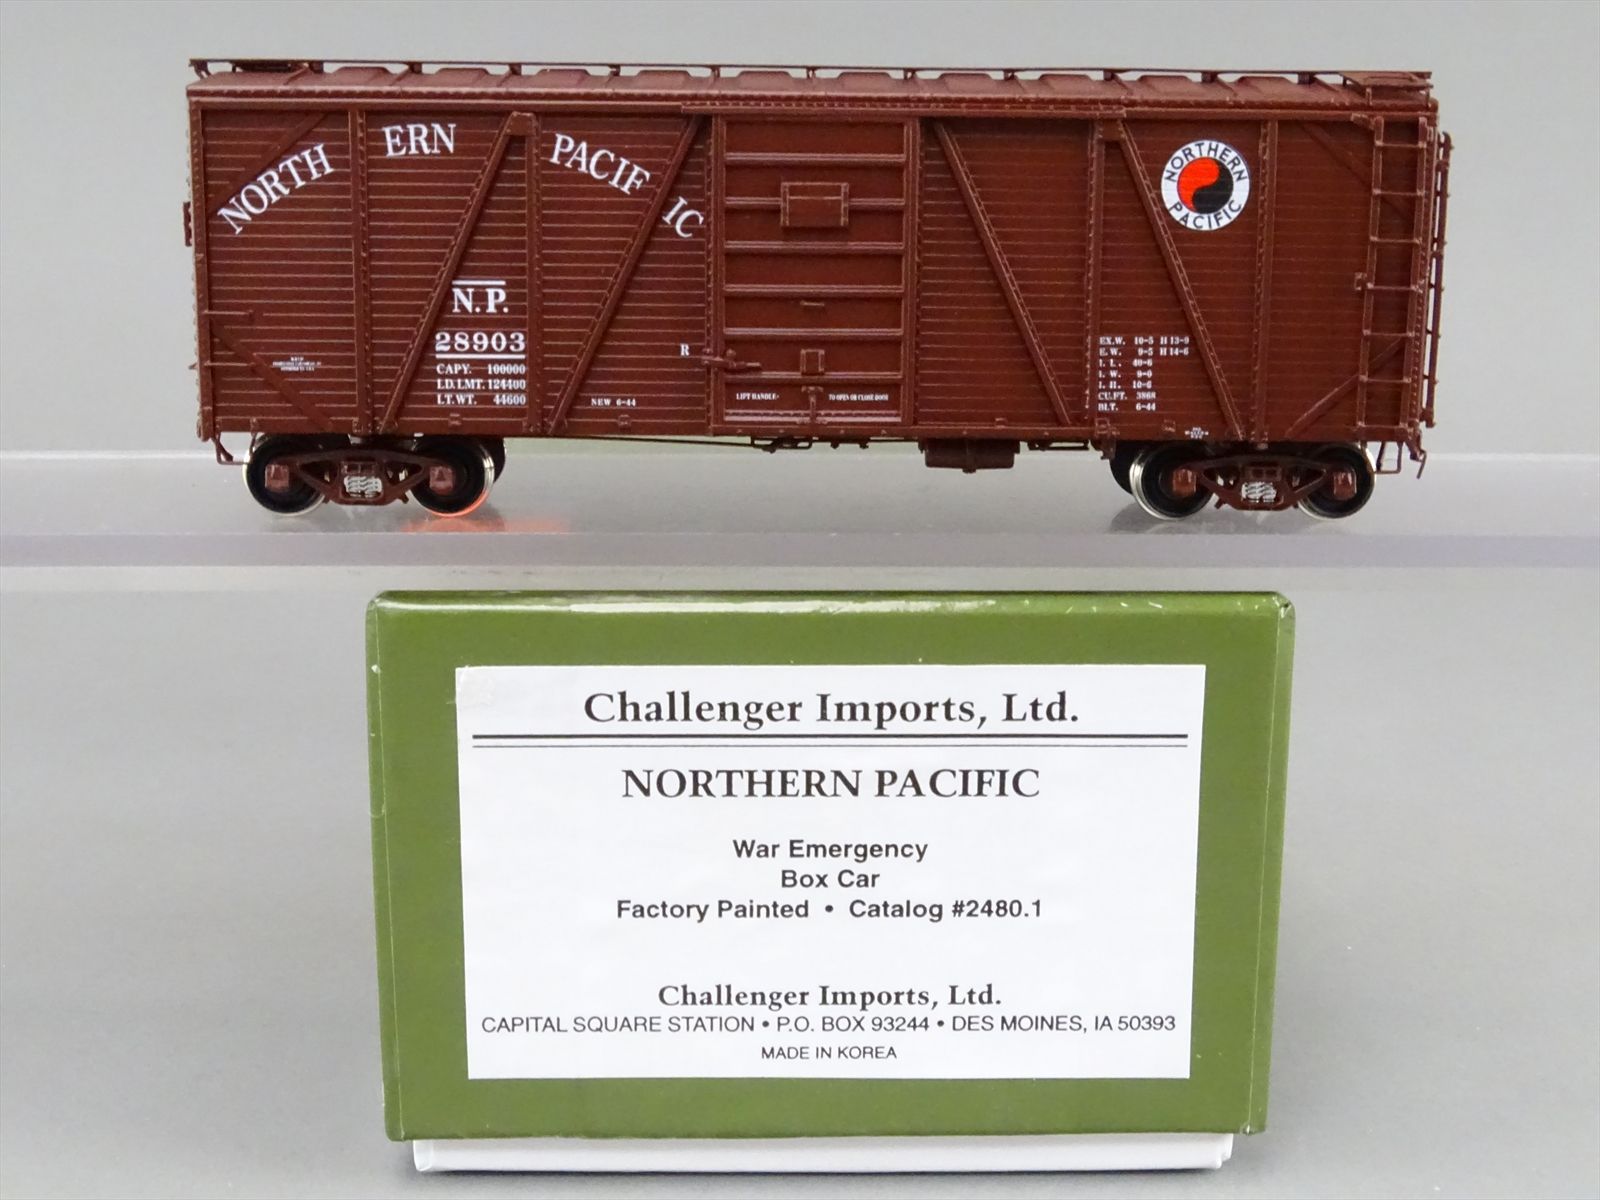 NORTH ERN PACIF IC
NORTHERN
PACIFIC
N.P.
28903
CAPY. 100000
LD.LMT. 124400
LT.WT. 44600
NEW 6-44
R
LIFT HANDLE- TO OPEN OR CLOSE DOOR
EX.W. 10-5 H 13-9
E.W. 9-5 H 14-6
I.L. 40-6
I.W. 9-0
I.H. 10-6
CU.FT. 3868
BLT. 6-44
Challenger Imports, Ltd.
NORTHERN PACIFIC
War Emergency
Box Car
Factory Painted • Catalog #2480.1
Challenger Imports, Ltd.
CAPITAL SQUARE STATION • P.O. BOX 93244 • DES MOINES, IA 50393
MADE IN KOREA